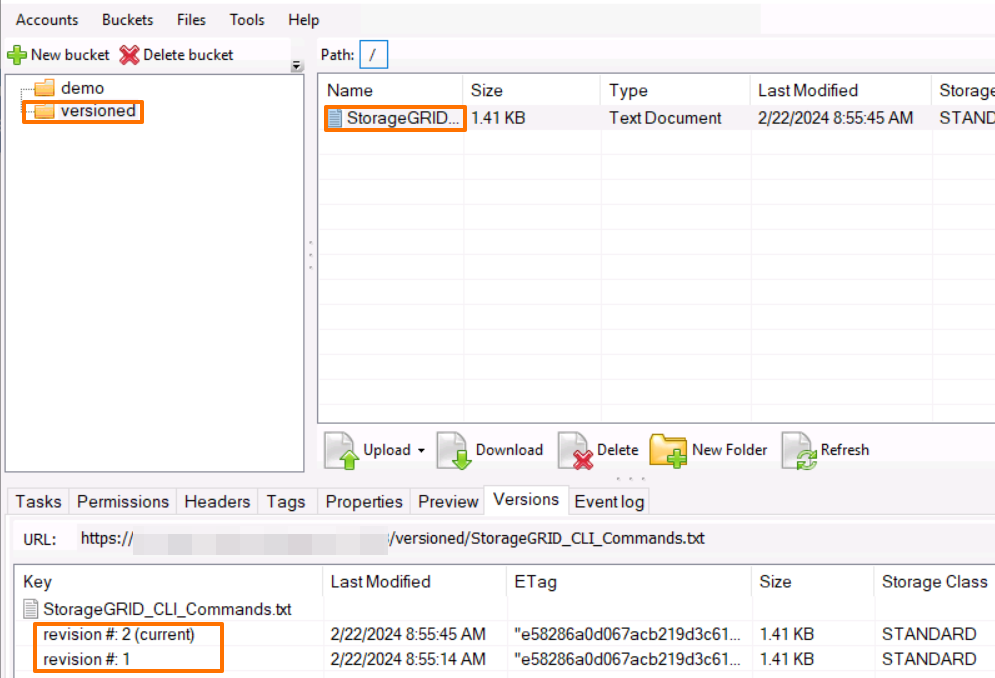 Accounts Buckets Files Tools Help
New bucket Delete bucket
Path: /
demo
versioned
Name Size Type Last Modified Storage
StorageGRID... 1.41 KB Text Document 2/22/2024 8:55:45 AM STAND
Upload Download Delete New Folder Refresh
Tasks Permissions Headers Tags Properties Preview Versions Event log
URL: https:// /versioned/StorageGRID_CLI_Commands.txt
Key Last Modified ETag Size Storage Class
StorageGRID_CLI_Commands.txt
revision #: 2 (current) 2/22/2024 8:55:45 AM "e58286a0d067acb219d3c61... 1.41 KB STANDARD
revision #: 1 2/22/2024 8:55:14 AM "e58286a0d067acb219d3c61... 1.41 KB STANDARD